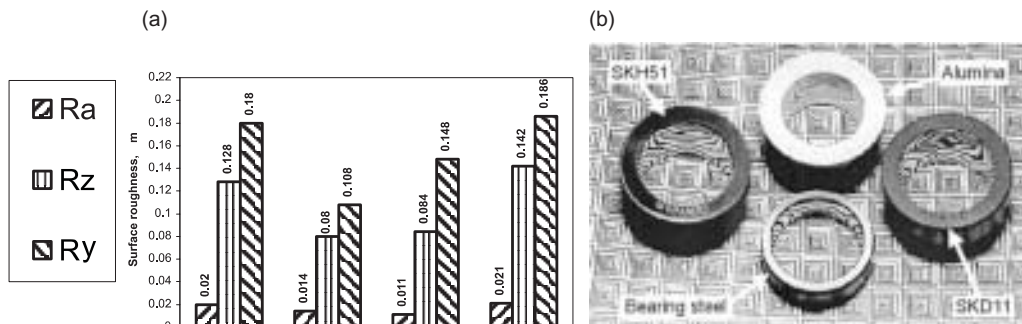 (a)
(b)
Ra
Rz
Ry
Surface roughness, m
0.22
0.2
0.18
0.16
0.14
0.12
0.1
0.08
0.06
0.04
0.02
0.02
0.128
0.18
0.014
0.08
0.108
0.011
0.084
0.148
0.021
0.142
0.186
SKH51
Alumina
Bearing steel
SKD11